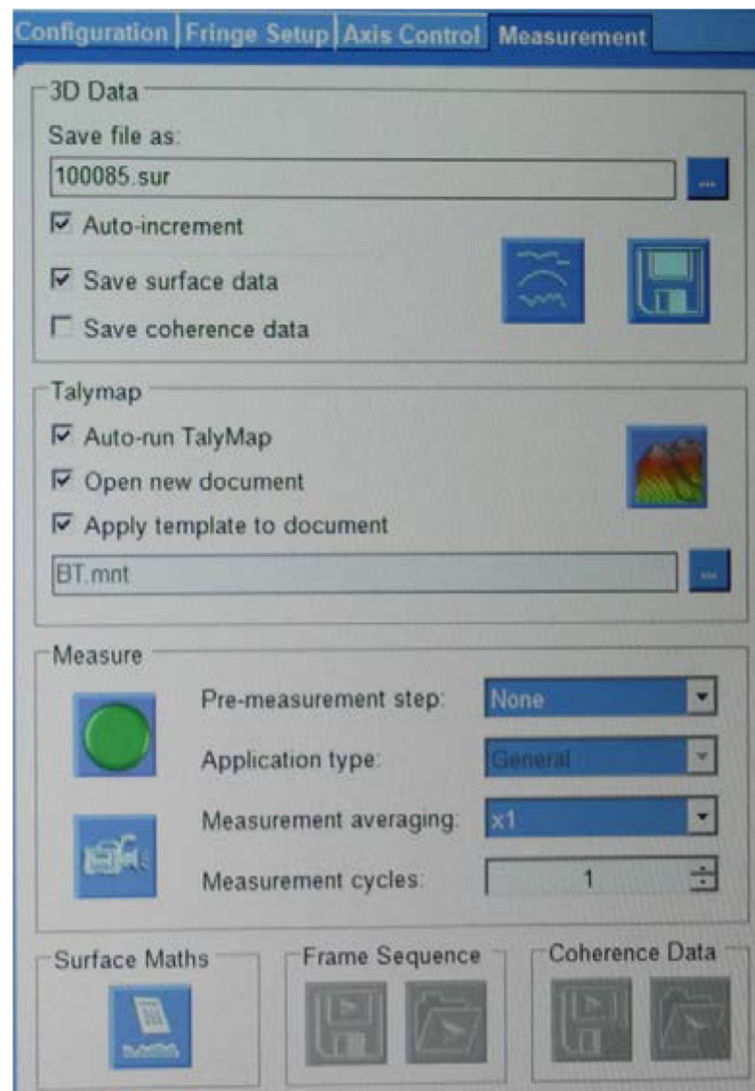 Configuration Fringe Setup Axis Control Measurement
3D Data
Save file as:
100085.sur
...
Auto-increment
Save surface data
Save coherence data
Talymap
Auto-run TalyMap
Open new document
Apply template to document
BT.mnt
...
Measure
Pre-measurement step: None
Application type: General
Measurement averaging: x1
Measurement cycles: 1
Surface Maths Frame Sequence Coherence Data